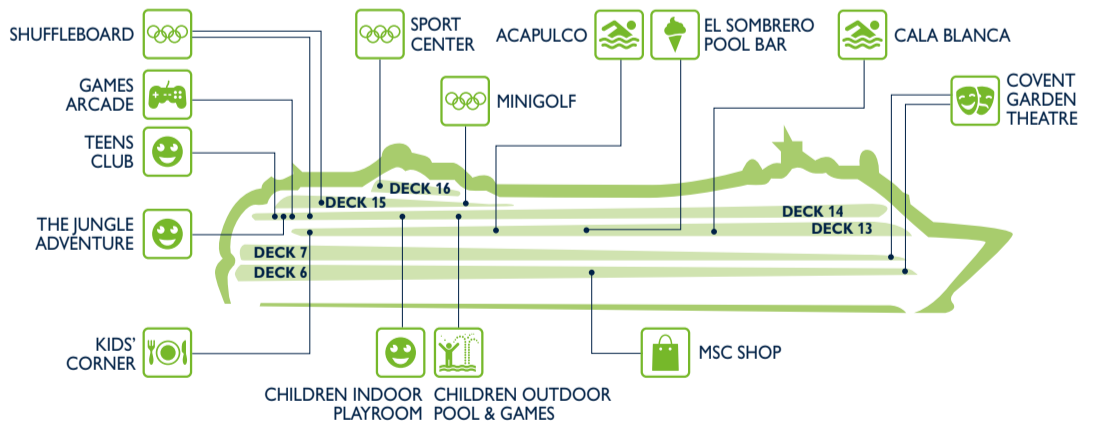 SHUFFLEBOARD
SPORT
CENTER
ACAPULCO
EL SOMBRERO
POOL BAR
CALA BLANCA
GAMES
ARCADE
MINIGOLF
COVENT
GARDEN
THEATRE
TEENS
CLUB
DECK 16
DECK 15
DECK 14
THE JUNGLE
ADVENTURE
DECK 13
DECK 7
DECK 6
KIDS'
CORNER
MSC SHOP
CHILDREN INDOOR
PLAYROOM
CHILDREN OUTDOOR
POOL & GAMES